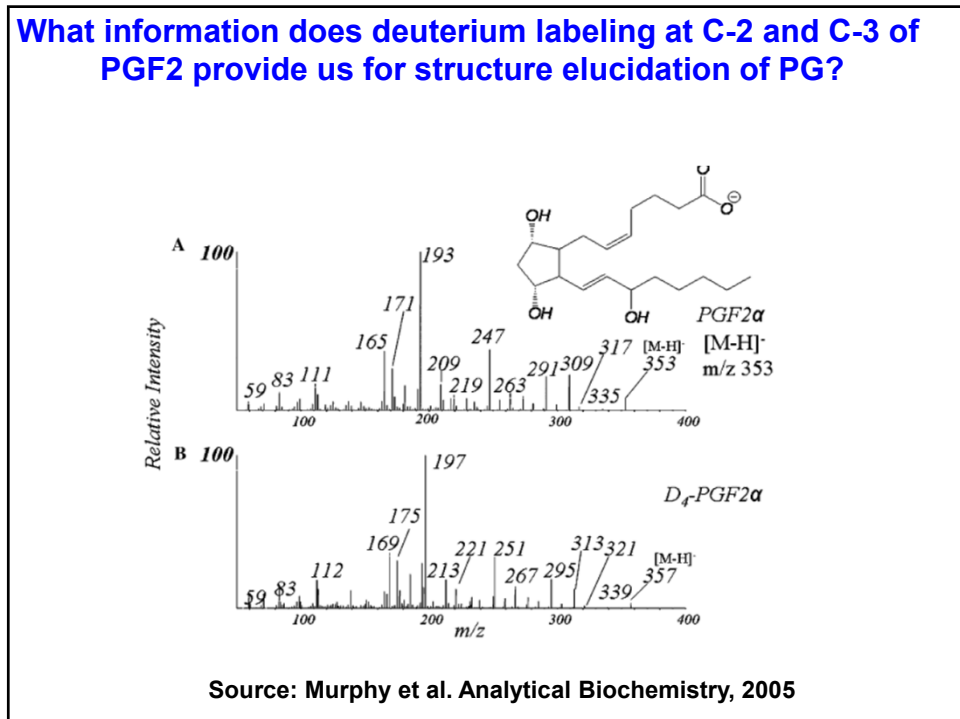 What information does deuterium labeling at C-2 and C-3 of
PGF2 provide us for structure elucidation of PG?
O
O⊖
OH
OH
OH
PGF2α
[M-H]-
m/z 353
A
100
193
171
165
247
209
317
[M-H]-
353
59
83
111
219
263
291
309
335
100
200
300
400
Relative Intensity
B
100
197
D4-PGF2α
175
169
221
251
313
321
[M-H]-
59
83
112
213
267
295
339
357
100
200
300
400
m/z
Source: Murphy et al. Analytical Biochemistry, 2005